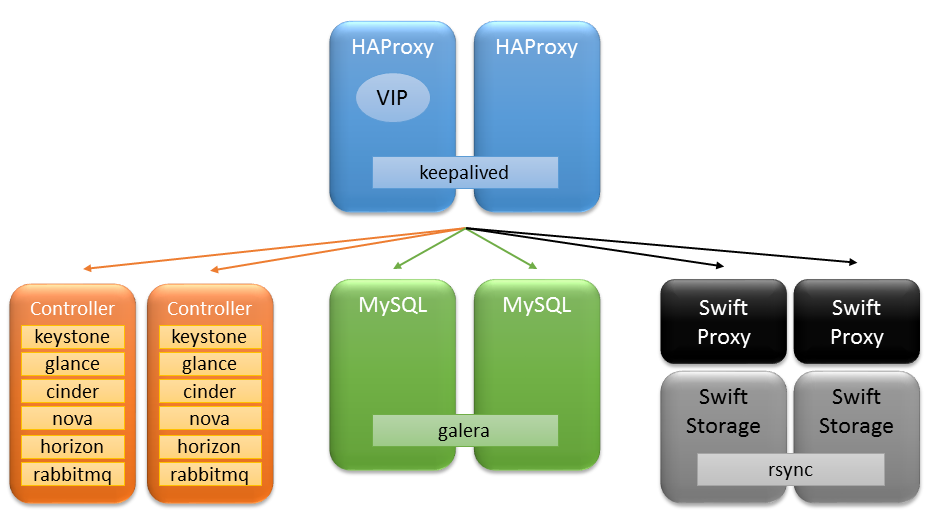 HAProxy
HAProxy
VIP
keepalived
Controller
keystone
glance
cinder
nova
horizon
rabbitmq
Controller
keystone
glance
cinder
nova
horizon
rabbitmq
MySQL
MySQL
galera
Swift
Proxy
Swift
Proxy
Swift
Storage
Swift
Storage
rsync